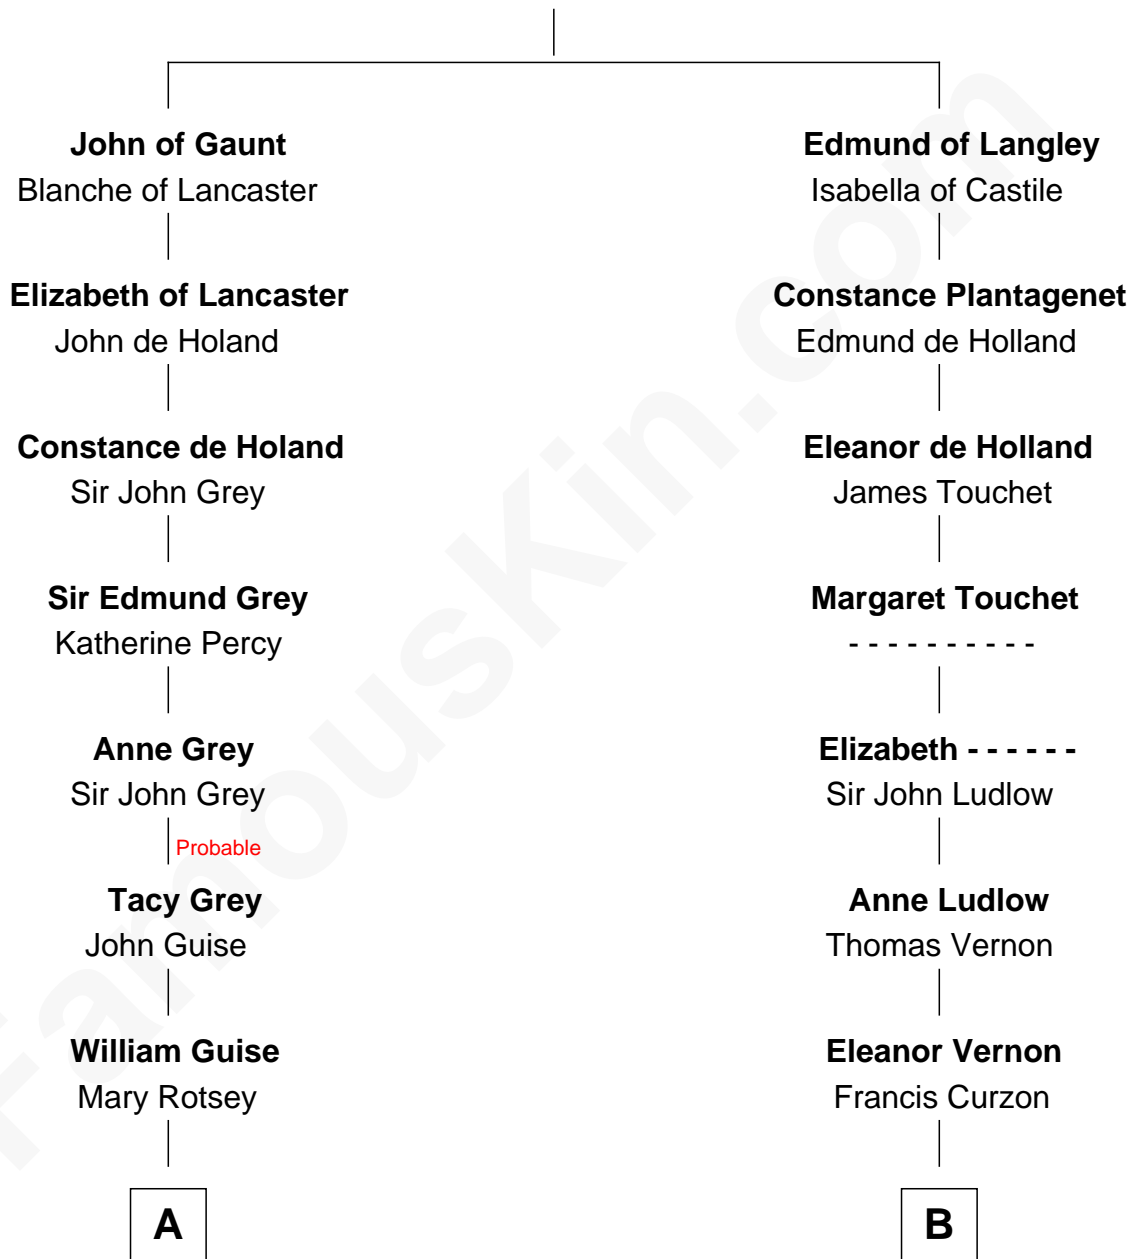 John of Gaunt
Blanche of Lancaster
Elizabeth of Lancaster
John de Holand
Constance de Holand
Sir John Grey
Sir Edmund Grey
Katherine Percy
Anne Grey
Sir John Grey
Probable
Tacy Grey
John Guise
William Guise
Mary Rotsey
A
Edmund of Langley
Isabella of Castile
Constance Plantagenet
Edmund de Holland
Eleanor de Holland
James Touchet
Margaret Touchet
- - - - - - - - - -
Elizabeth - - - - - -
Sir John Ludlow
Anne Ludlow
Thomas Vernon
Eleanor Vernon
Francis Curzon
B
FamousKin.com